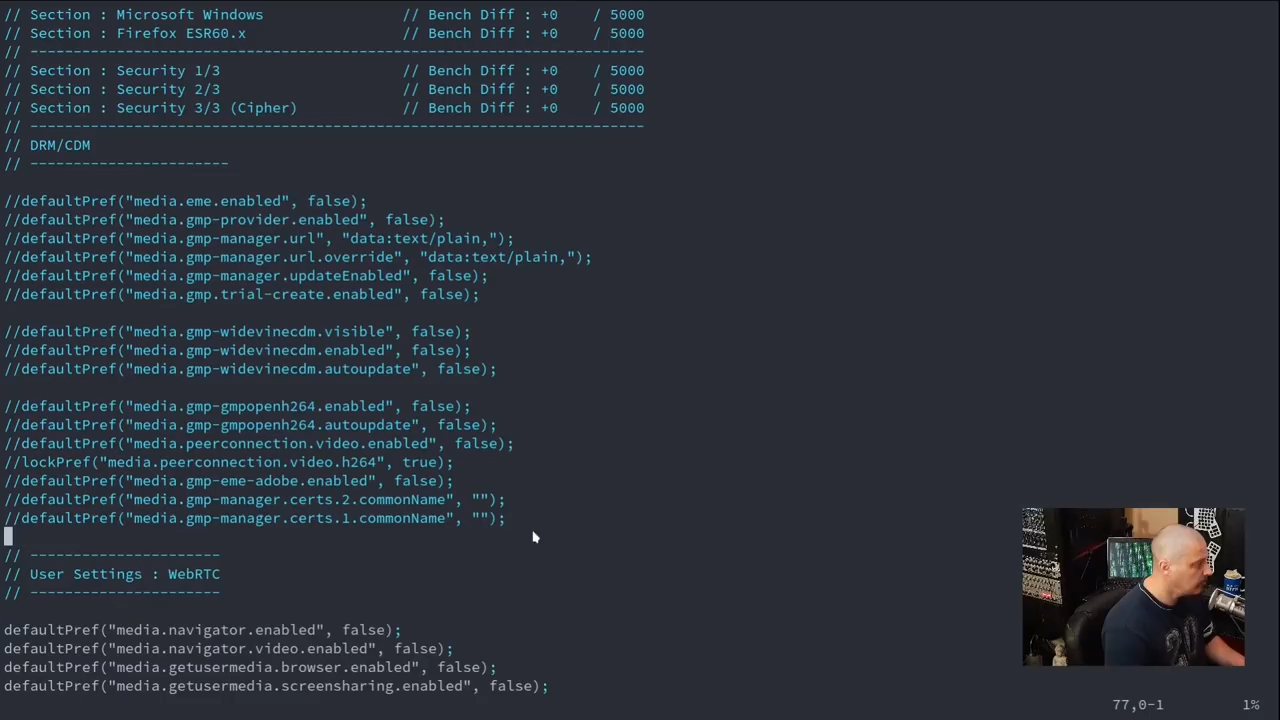 // Section : Microsoft Windows // Bench Diff : +0 / 5000
// Section : Firefox ESR60.x // Bench Diff : +0 / 5000
// ----------------------------------------------------------------------------------
// Section : Security 1/3 // Bench Diff : +0 / 5000
// Section : Security 2/3 // Bench Diff : +0 / 5000
// Section : Security 3/3 (Cipher) // Bench Diff : +0 / 5000
// ----------------------------------------------------------------------------------
// DRM/CDM
// -----------------------
//defaultPref("media.eme.enabled", false);
//defaultPref("media.gmp-provider.enabled", false);
//defaultPref("media.gmp-manager.url", "data:text/plain,");
//defaultPref("media.gmp-manager.url.override", "data:text/plain,");
//defaultPref("media.gmp-manager.updateEnabled", false);
//defaultPref("media.gmp.trial-create.enabled", false);
//defaultPref("media.gmp-widevinecdm.visible", false);
//defaultPref("media.gmp-widevinecdm.enabled", false);
//defaultPref("media.gmp-widevinecdm.autoupdate", false);
//defaultPref("media.gmp-gmpopenh264.enabled", false);
//defaultPref("media.gmp-gmpopenh264.autoupdate", false);
//defaultPref("media.peerconnection.video.enabled", false);
//lockPref("media.peerconnection.video.h264", true);
//defaultPref("media.gmp-eme-adobe.enabled", false);
//defaultPref("media.gmp-manager.certs.2.commonName", "");
//defaultPref("media.gmp-manager.certs.1.commonName", "");
// ----------------------
// User Settings : WebRTC
// ----------------------
defaultPref("media.navigator.enabled", false);
defaultPref("media.navigator.video.enabled", false);
defaultPref("media.getusermedia.browser.enabled", false);
defaultPref("media.getusermedia.screensharing.enabled", false);
77,0-1 1%